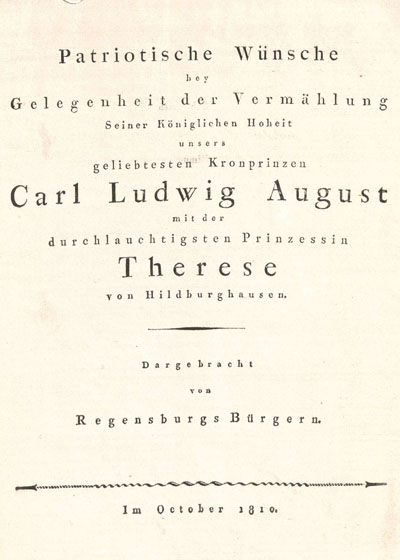 Patriotische Wünsche
bey
Gelegenheit der Vermählung
Seiner Königlichen Hoheit
unsers
geliebtesten Kronprinzen
Carl Ludwig August
mit der
durchlauchtigsten Prinzessin
Therese
von Hildburghausen.
Dargebracht
von
Regensburgs Bürgern.
Im October 1810.